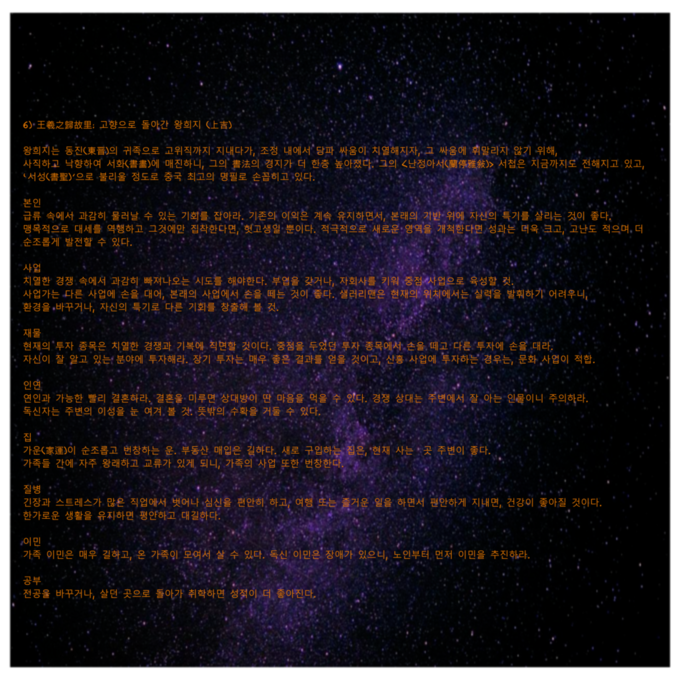 6)·王羲之歸故里: 고향으로 돌아간 왕희지 (上吉)
왕희지는 동진(東晉)의 귀족으로 고위직까지 지내다가, 조정 내에서 당파 싸움이 치열해지자, 그 싸움에 휘말리지 않기 위해,
사직하고 낙향하여 서화(書畫)에 매진하니, 그의 書法의 경지가 더 한층 높아졌다. 그의 <난정아서(蘭停雅敍)> 서첩은 지금까지도 전해지고 있고,
'서성(書聖)'으로 불리울 정도로 중국 최고의 명필로 손꼽히고 있다.
본인
급류 속에서 과감히 물러날 수 있는 기회를 잡아라. 기존의 이익은 계속 유지하면서, 본래의 기반 위에 자신의 특기를 살리는 것이 좋다.
맹목적으로 대세를 역행하고 그것에만 집착한다면, 헛고생일 뿐이다. 적극적으로 새로운 영역을 개척한다면 성과는 더욱 크고, 고난도 적으며 더
순조롭게 발전할 수 있다.
사업
치열한 경쟁 속에서 과감히 빠져나오는 시도를 해야한다. 부업을 갖거나, 자회사를 키워 중점 사업으로 육성할 것.
사업가는 다른 사업에 손을 대어, 본래의 사업에서 손을 떼는 것이 좋다. 샐러리맨은 현재의 위치에서는 실력을 발휘하기 어려우니,
환경을 바꾸거나, 자신의 특기로 다른 기회를 창출해 볼 것.
재물
현재의 투자 종목은 치열한 경쟁과 기복에 직면할 것이다. 중점을 두었던 투자 종목에서 손을 떼고 다른 투자에 손을 대라.
자신이 잘 알고 있는 분야에 투자해라. 장기 투자는 매우 좋은 결과를 얻을 것이고, 신흥 사업에 투자하는 경우는, 문화 사업이 적합.
인연
연인과 가능한 빨리 결혼하라. 결혼을 미루면 상대방이 딴 마음을 먹을 수 있다. 경쟁 상대는 주변에서 잘 아는 인물이니 주의하라.
독신자는 주변의 이성을 눈 여겨 볼 것. 뜻밖의 수확을 거둘 수 있다.
집
가운(家運)이 순조롭고 번창하는 운. 부동산 매입은 길하다. 새로 구입하는 집은, 현재 사는 곳 주변이 좋다.
가족들 간에 자주 왕래하고 교류가 있게 되니, 가족의 사업 또한 번창한다.
질병
긴장과 스트레스가 많은 직업에서 벗어나 심신을 편안히 하고, 여행 또는 즐거운 일을 하면서 편안하게 지내면, 건강이 좋아질 것이다.
한가로운 생활을 유지하면 평안하고 대길하다.
이민
가족 이민은 매우 길하고, 온 가족이 모여서 살 수 있다. 독신 이민은 장애가 있으니, 노인부터 먼저 이민을 추진하라.
공부
전공을 바꾸거나, 살던 곳으로 돌아가 취학하면 성적이 더 좋아진다.